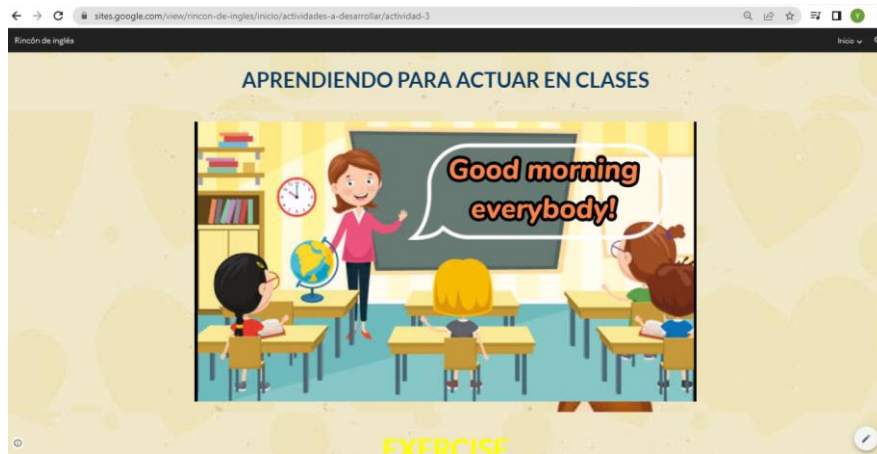 sites.google.com/view/rincon-de-ingles/inicio/actividades-a-desarrollar/actividad-3
Rincón de inglés
Inicio
APRENDIENDO PARA ACTUAR EN CLASES
Good morning
everybody!
EXERCISE